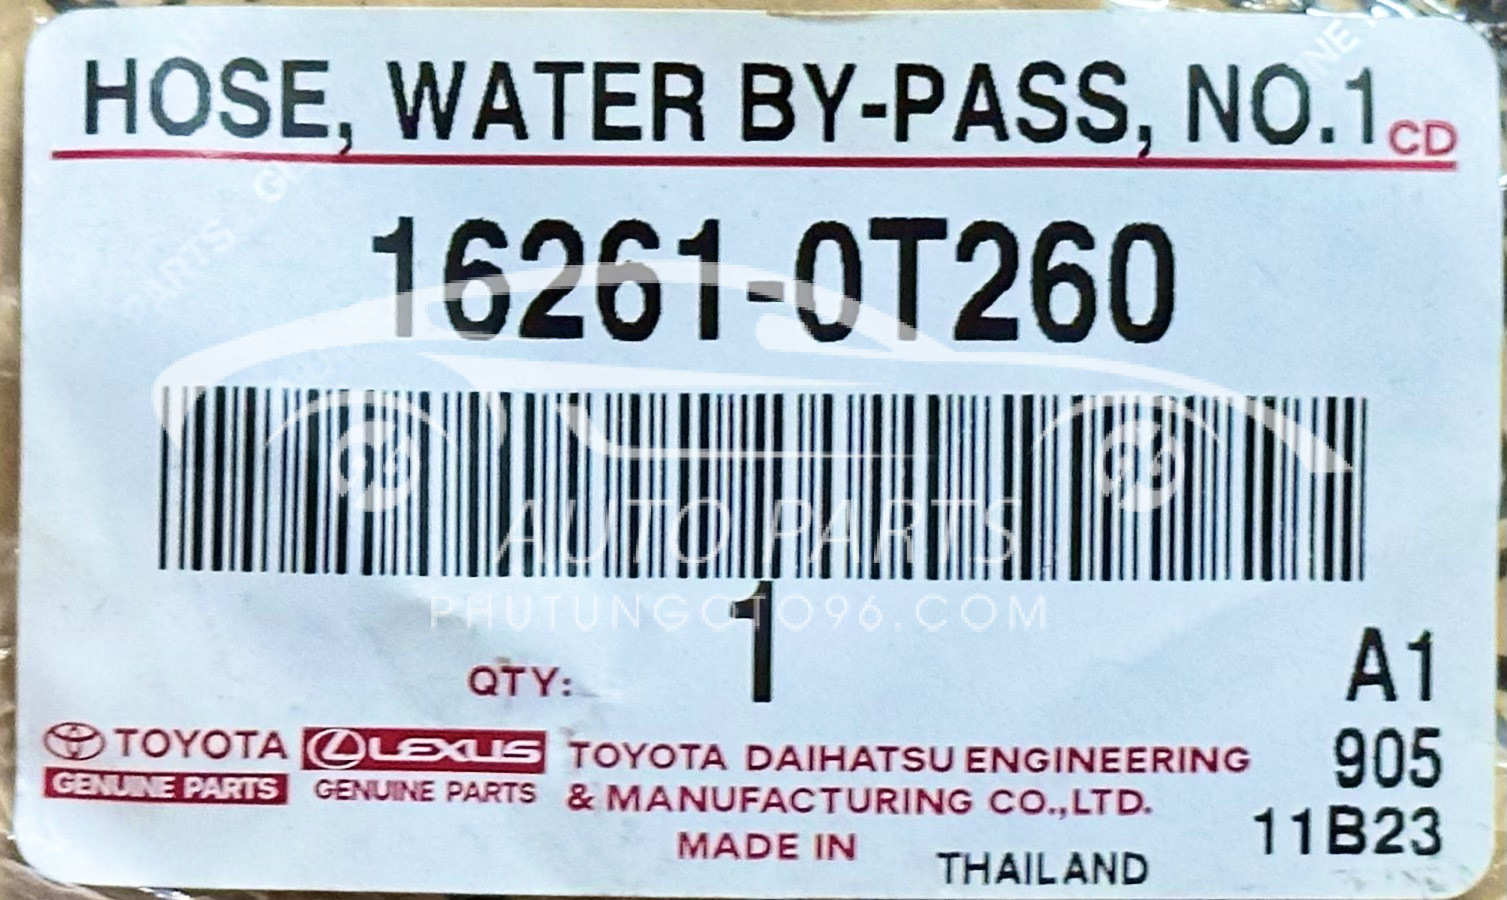 HOSE, WATER BY-PASS, NO.1 CD
16261-0T260
AUTO PARTS
PHUTUNGOTO96.COM
QTY: 1
A1
TOYOTA
GENUINE PARTS
LEXUS
GENUINE PARTS
TOYOTA DAIHATSU ENGINEERING
& MANUFACTURING CO.,LTD.
905
MADE IN THAILAND
11B23